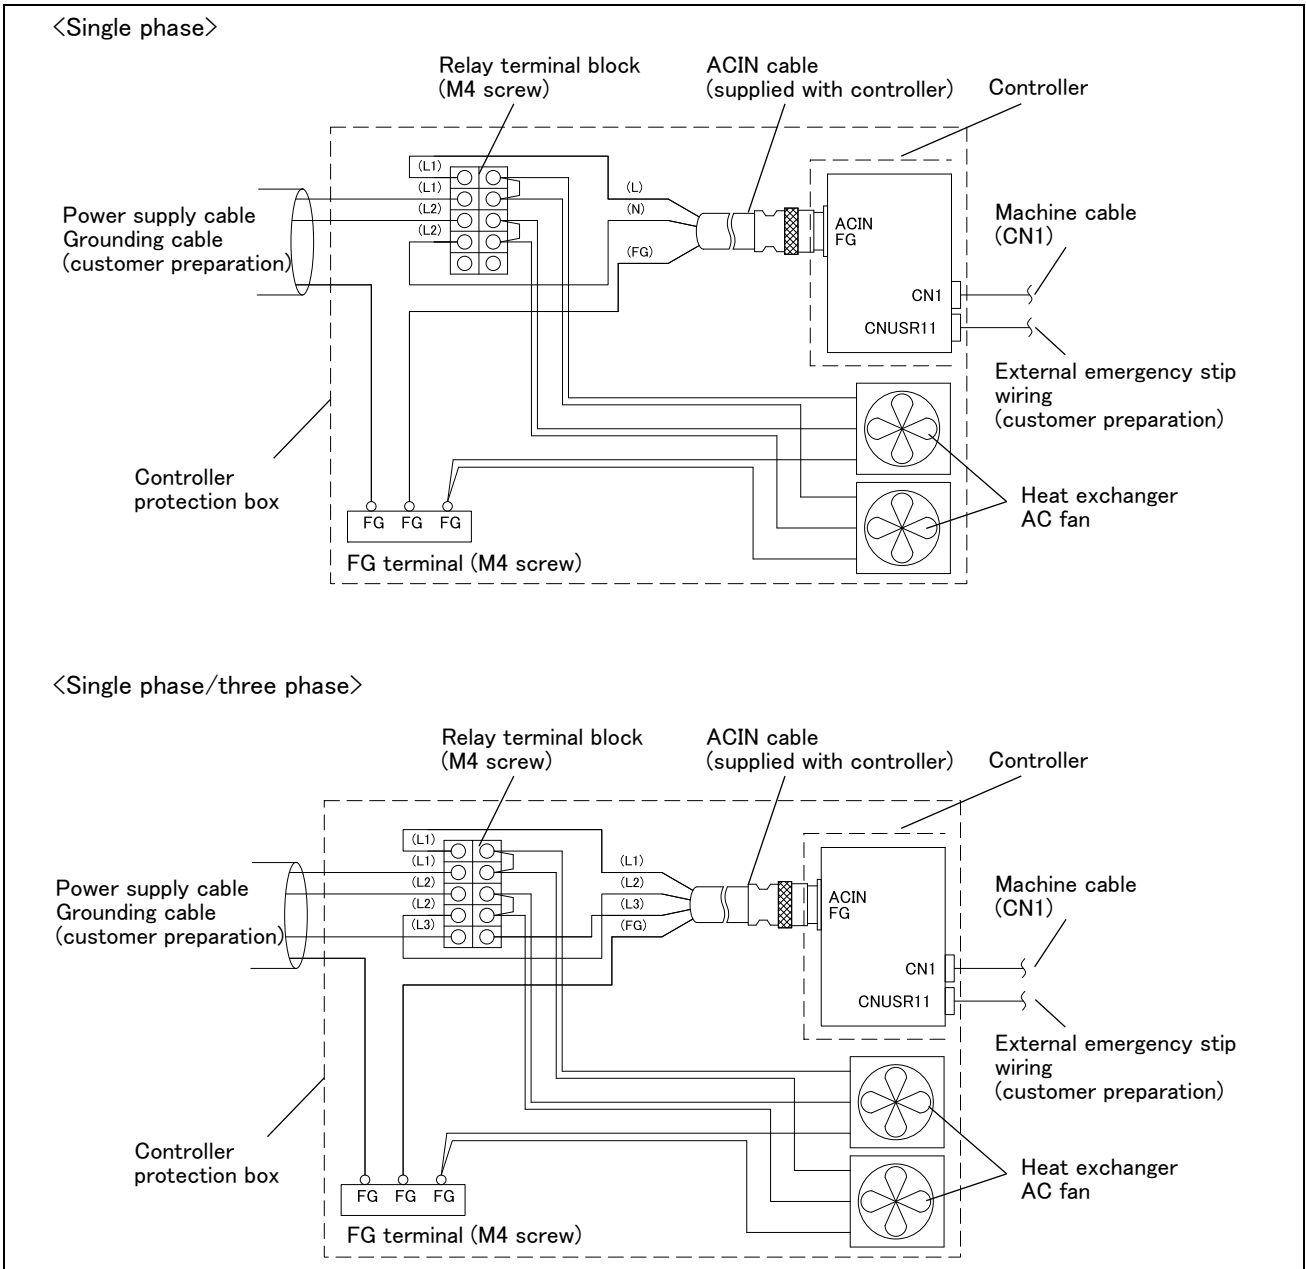 <Single phase>
Relay terminal block
(M4 screw)
ACIN cable
(supplied with controller)
Controller
(L1)
(L1)
(L2)
(L2)
(L)
(N)
(FG)
Power supply cable
Grounding cable
(customer preparation)
ACIN
FG
CN1
CNUSR11
Machine cable
(CN1)
External emergency stip
wiring
(customer preparation)
Controller
protection box
FG FG FG
FG terminal (M4 screw)
Heat exchanger
AC fan
<Single phase/three phase>
Relay terminal block
(M4 screw)
ACIN cable
(supplied with controller)
Controller
(L1)
(L1)
(L2)
(L2)
(L3)
(L1)
(L2)
(L3)
(FG)
Power supply cable
Grounding cable
(customer preparation)
ACIN
FG
CN1
CNUSR11
Machine cable
(CN1)
External emergency stip
wiring
(customer preparation)
Controller
protection box
FG FG FG
FG terminal (M4 screw)
Heat exchanger
AC fan